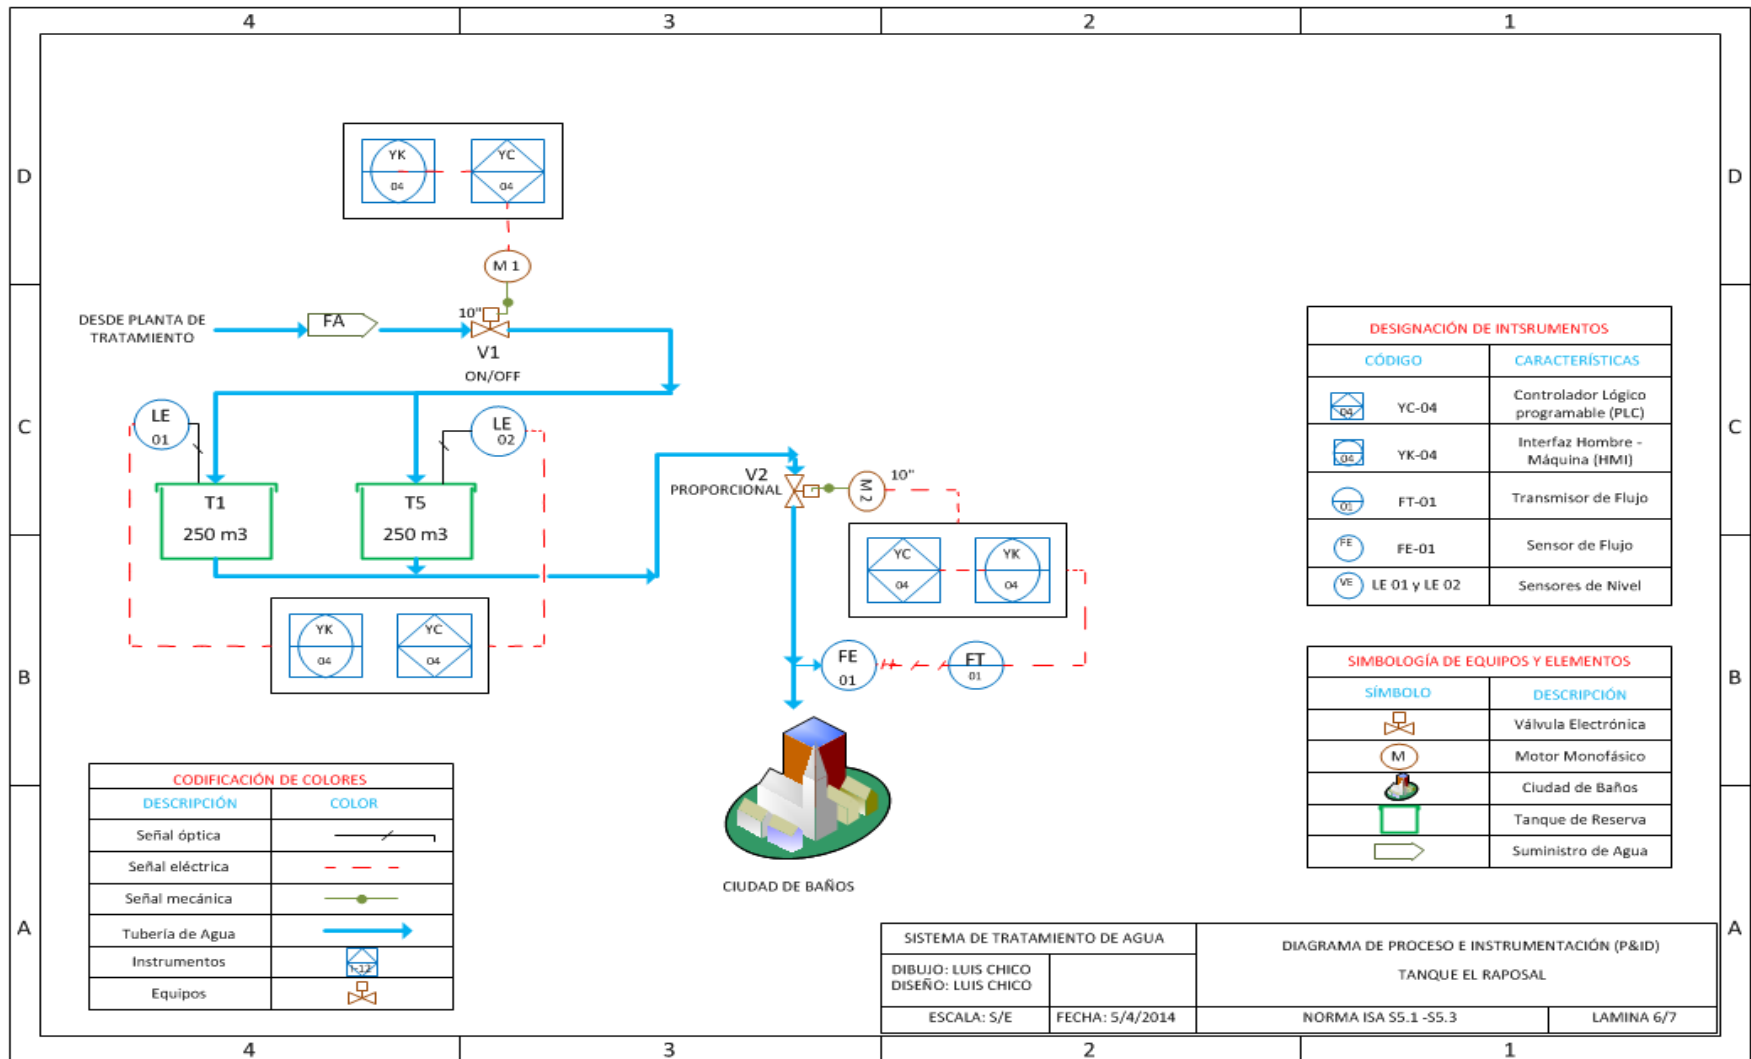 4
3
2
1
D
D
C
C
B
B
A
A
YK
04
YC
04
M 1
DESDE PLANTA DE
TRATAMIENTO
FA
10"
V1
ON/OFF
LE
01
LE
02
T1
250 m3
T5
250 m3
V2
PROPORCIONAL
M 2
10"
YC
04
YK
04
YK
04
YC
04
FE
01
FT
01
CIUDAD DE BAÑOS
DESIGNACIÓN DE INTSRUMENTOS
CÓDIGO
CARACTERÍSTICAS
04
YC-04
Controlador Lógico
programable (PLC)
04
YK-04
Interfaz Hombre -
Máquina (HMI)
01
FT-01
Transmisor de Flujo
FE
FE-01
Sensor de Flujo
VE
LE 01 y LE 02
Sensores de Nivel
SIMBOLOGÍA DE EQUIPOS Y ELEMENTOS
SÍMBOLO
DESCRIPCIÓN
Válvula Electrónica
M
Motor Monofásico
Ciudad de Baños
Tanque de Reserva
Suministro de Agua
CODIFICACIÓN DE COLORES
DESCRIPCIÓN
COLOR
Señal óptica
Señal eléctrica
Señal mecánica
Tubería de Agua
Instrumentos
Equipos
SISTEMA DE TRATAMIENTO DE AGUA
DIBUJO: LUIS CHICO
DISEÑO: LUIS CHICO
ESCALA: S/E
FECHA: 5/4/2014
DIAGRAMA DE PROCESO E INSTRUMENTACIÓN (P&ID)
TANQUE EL RAPOSAL
NORMA ISA S5.1 -S5.3
LAMINA 6/7
4
3
2
1